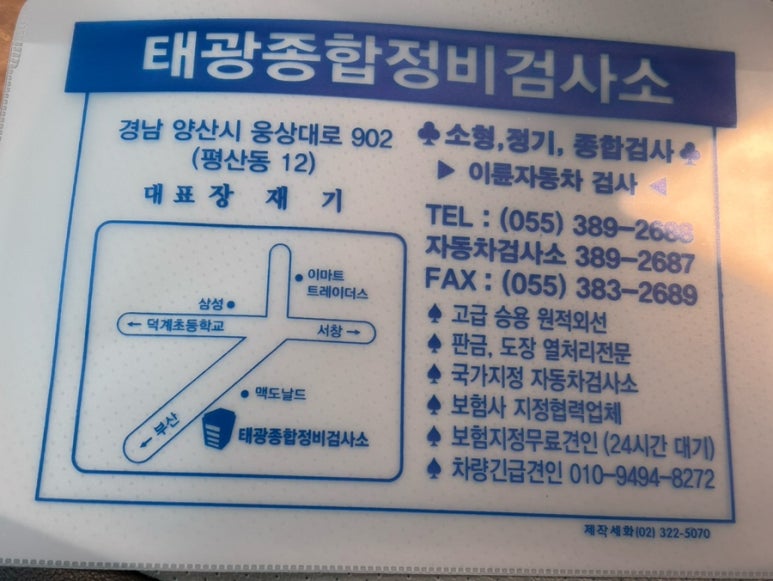 태광종합정비검사소
경남 양산시 웅상대로 902
(평산동 12)
대표 장 재 기
♣ 소형,정기, 종합검사 ♣
▶ 이륜자동차 검사 ◀
TEL : (055) 389-2688
자동차검사소 389-2687
FAX : (055) 383-2689
♠ 고급 승용 원적외선
♠ 판금, 도장 열처리전문
♠ 국가지정 자동차검사소
♠ 보험사 지정협력업체
♠ 보험지정무료견인 (24시간 대기)
♠ 차량긴급견인 010-9494-8272
이마트
트레이더스
삼성
← 덕계초등학교
서창 →
맥도날드
← 부산
태광종합정비검사소
제작세화(02) 322-5070